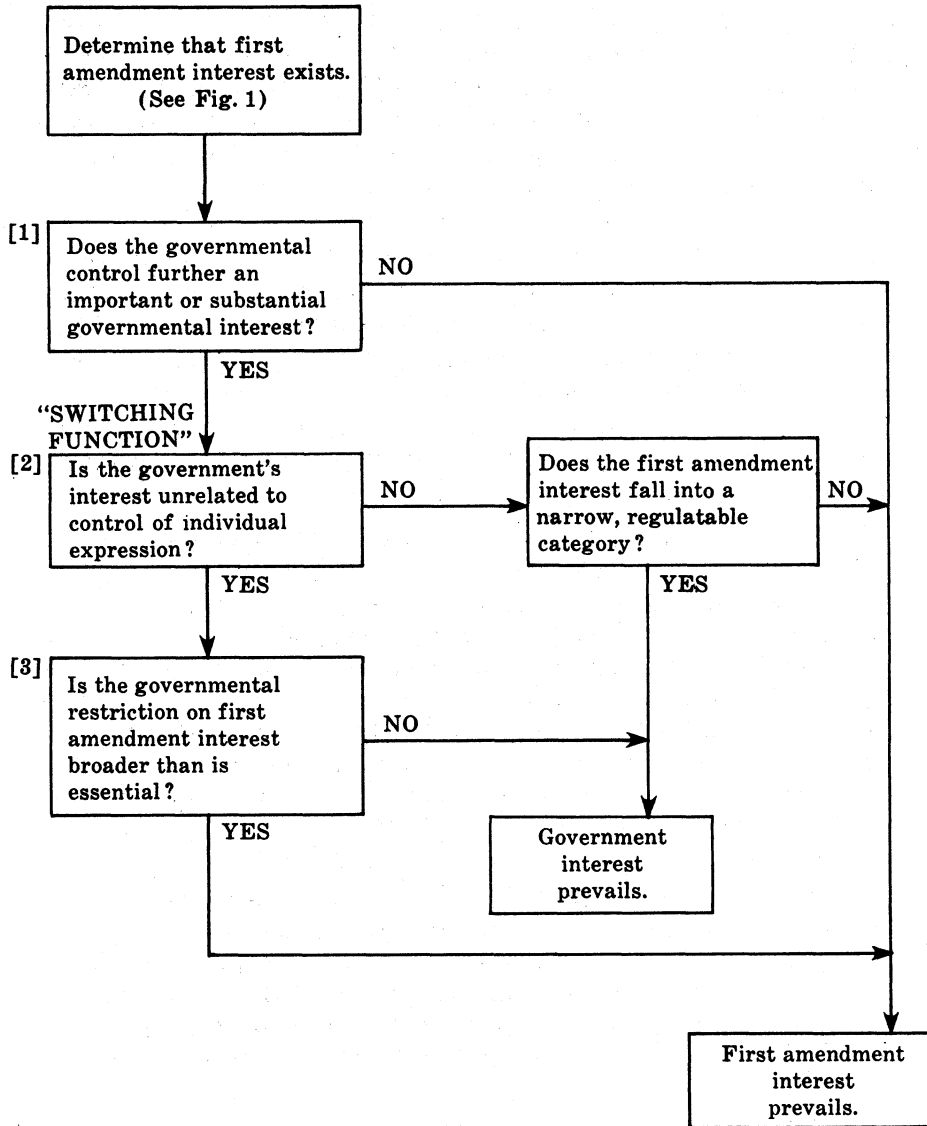 Determine that first
amendment interest exists.
(See Fig. 1)
[1]
Does the governmental
control further an
important or substantial
governmental interest?
NO
YES
“SWITCHING
FUNCTION”
[2]
Is the government’s
interest unrelated to
control of individual
expression?
NO
Does the first amendment
interest fall into a
narrow, regulatable
category?
NO
YES
YES
[3]
Is the governmental
restriction on first
amendment interest
broader than is
essential?
NO
YES
Government
interest
prevails.
First amendment
interest
prevails.